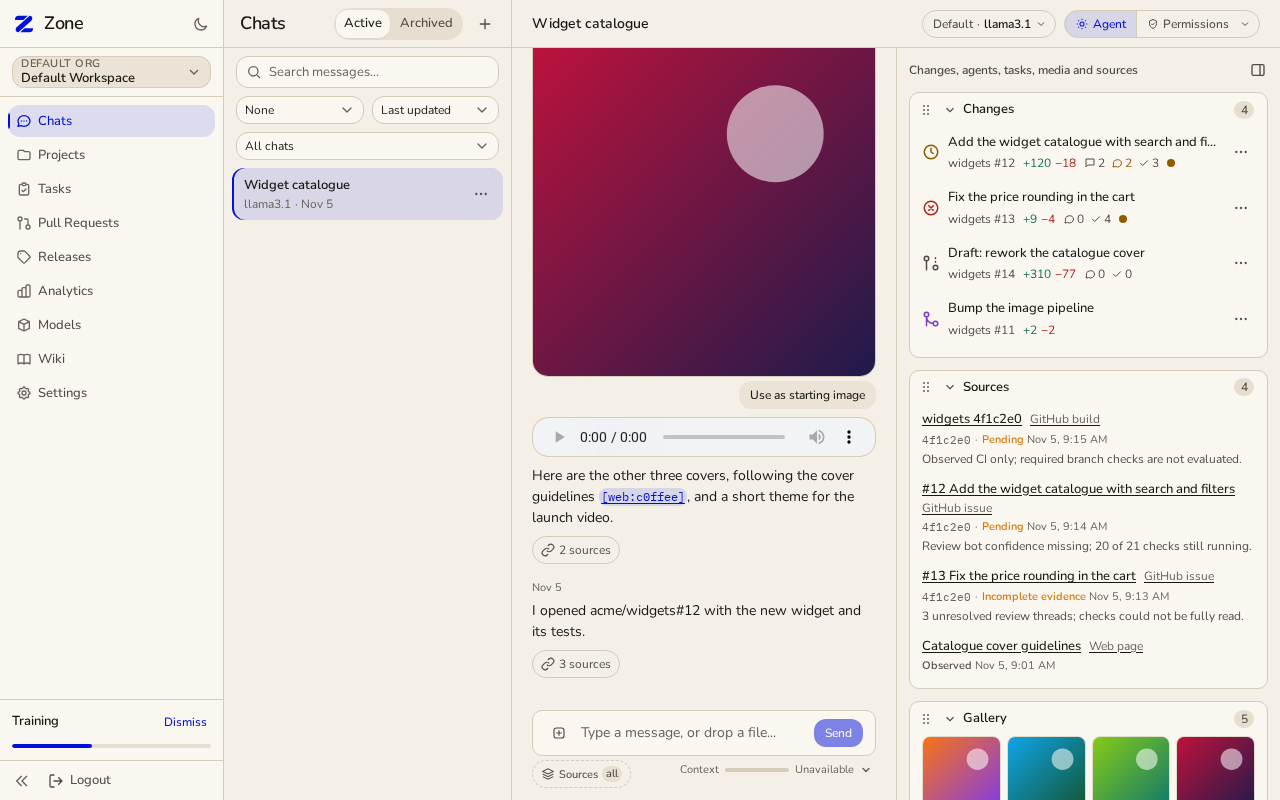 Zone
DEFAULT ORG
Default Workspace
Chats
Projects
Tasks
Pull Requests
Releases
Analytics
Models
Wiki
Settings
Training
Dismiss
Logout
Chats
Active
Archived
Search messages...
None
Last updated
All chats
Widget catalogue
llama3.1 · Nov 5
Widget catalogue
Default · llama3.1
Agent
Permissions
Use as starting image
0:00 / 0:00
Here are the other three covers, following the cover
guidelines [web:c0ffee], and a short theme for the
launch video.
2 sources
Nov 5
I opened acme/widgets#12 with the new widget and
its tests.
3 sources
Type a message, or drop a file...
Send
Sources all
Context
Unavailable
Changes, agents, tasks, media and sources
Changes
4
Add the widget catalogue with search and fi...
widgets #12 +120 −18 2 2 3
Fix the price rounding in the cart
widgets #13 +9 −4 0 4
Draft: rework the catalogue cover
widgets #14 +310 −77 0 0
Bump the image pipeline
widgets #11 +2 −2
Sources
4
widgets 4f1c2e0 GitHub build
4f1c2e0 · Pending Nov 5, 9:15 AM
Observed CI only; required branch checks are not evaluated.
#12 Add the widget catalogue with search and filters
GitHub issue
4f1c2e0 · Pending Nov 5, 9:14 AM
Review bot confidence missing; 20 of 21 checks still running.
#13 Fix the price rounding in the cart GitHub issue
4f1c2e0 · Incomplete evidence Nov 5, 9:13 AM
3 unresolved review threads; checks could not be fully read.
Catalogue cover guidelines Web page
Observed Nov 5, 9:01 AM
Gallery
5